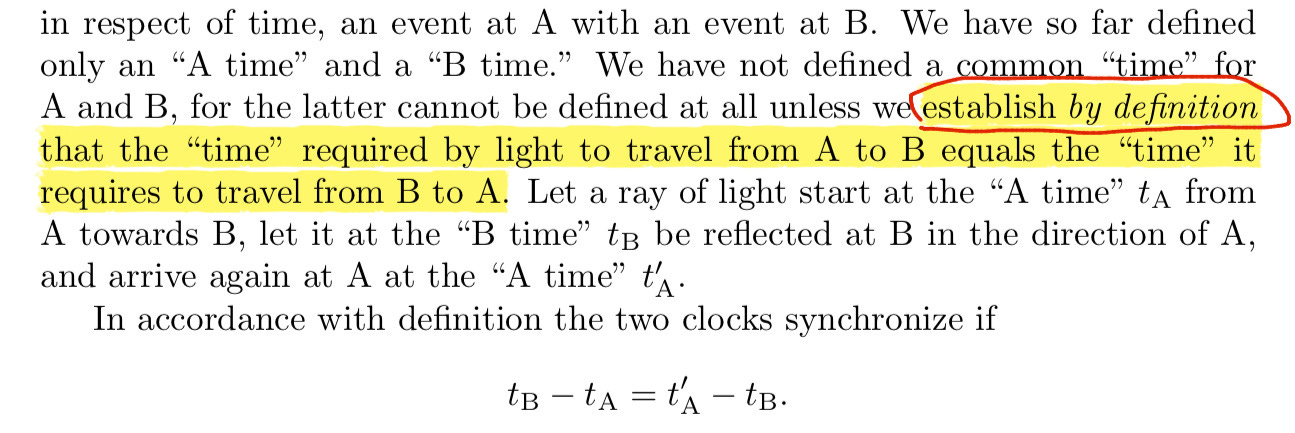 in respect of time, an event at A with an event at B. We have so far defined
only an “A time” and a “B time.” We have not defined a common “time” for
A and B, for the latter cannot be defined at all unless we establish by definition
that the “time” required by light to travel from A to B equals the “time” it
requires to travel from B to A. Let a ray of light start at the “A time” tA from
A towards B, let it at the “B time” tB be reflected at B in the direction of A,
and arrive again at A at the “A time” t′A.
In accordance with definition the two clocks synchronize if
tB − tA = t′A − tB.